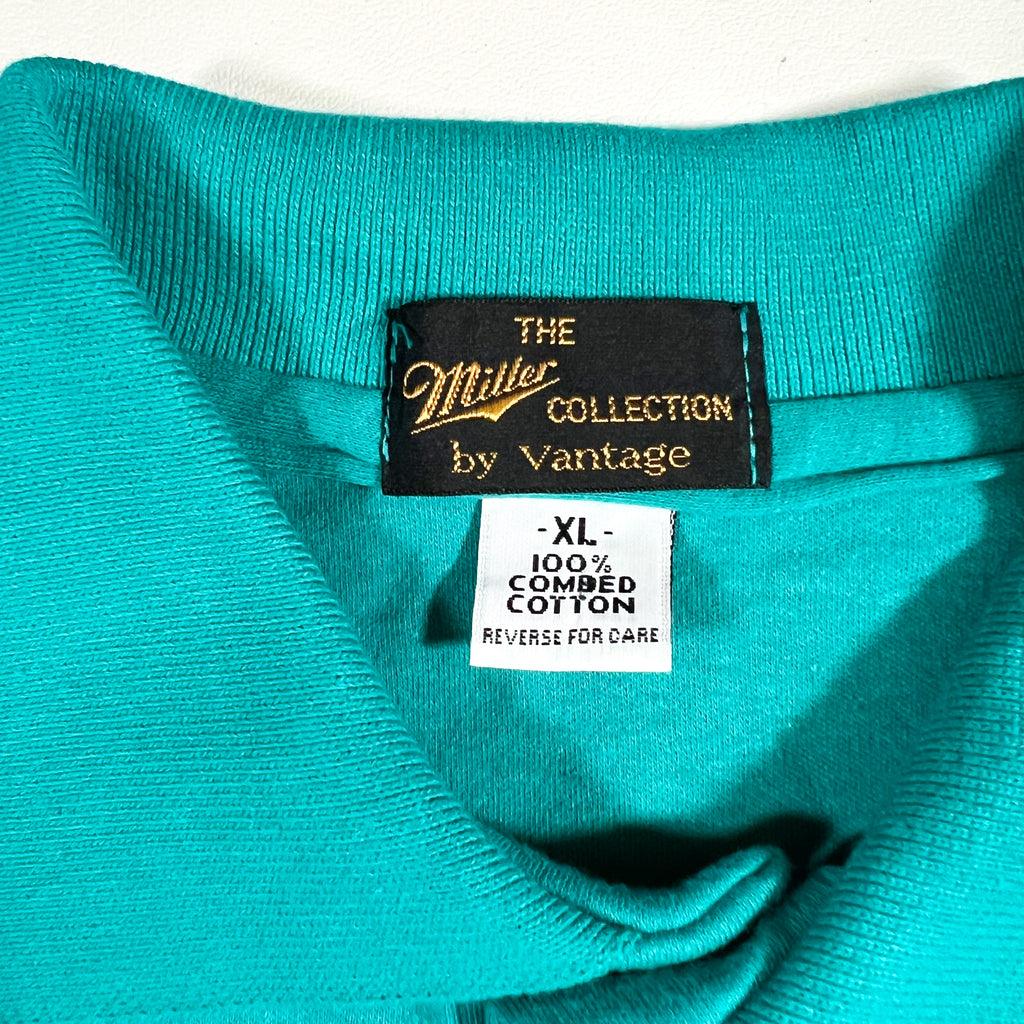 THE
Miller COLLECTION
by Vantage
-XL-
100%
COMBED
COTTON
REVERSE FOR CARE